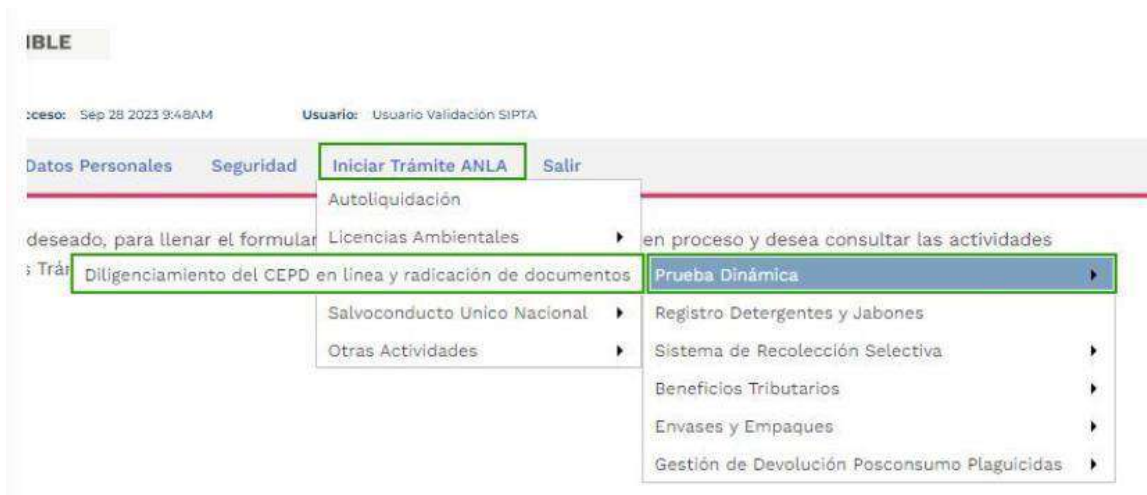 IBLE
cceso: Sep 28 2023 9:48AM Usuario: Usuario Validación SIPTA
Datos Personales Seguridad Iniciar Trámite ANLA Salir
Autoliquidación
deseado, para llenar el formular Licencias Ambientales en proceso y desea consultar las actividades
s Trám Diligenciamiento del CEPD en línea y radicación de documentos Prueba Dinámica
Salvoconducto Unico Nacional Registro Detergentes y Jabones
Otras Actividades Sistema de Recolección Selectiva
Beneficios Tributarios
Envases y Empaques
Gestión de Devolución Posconsumo Plaguicidas